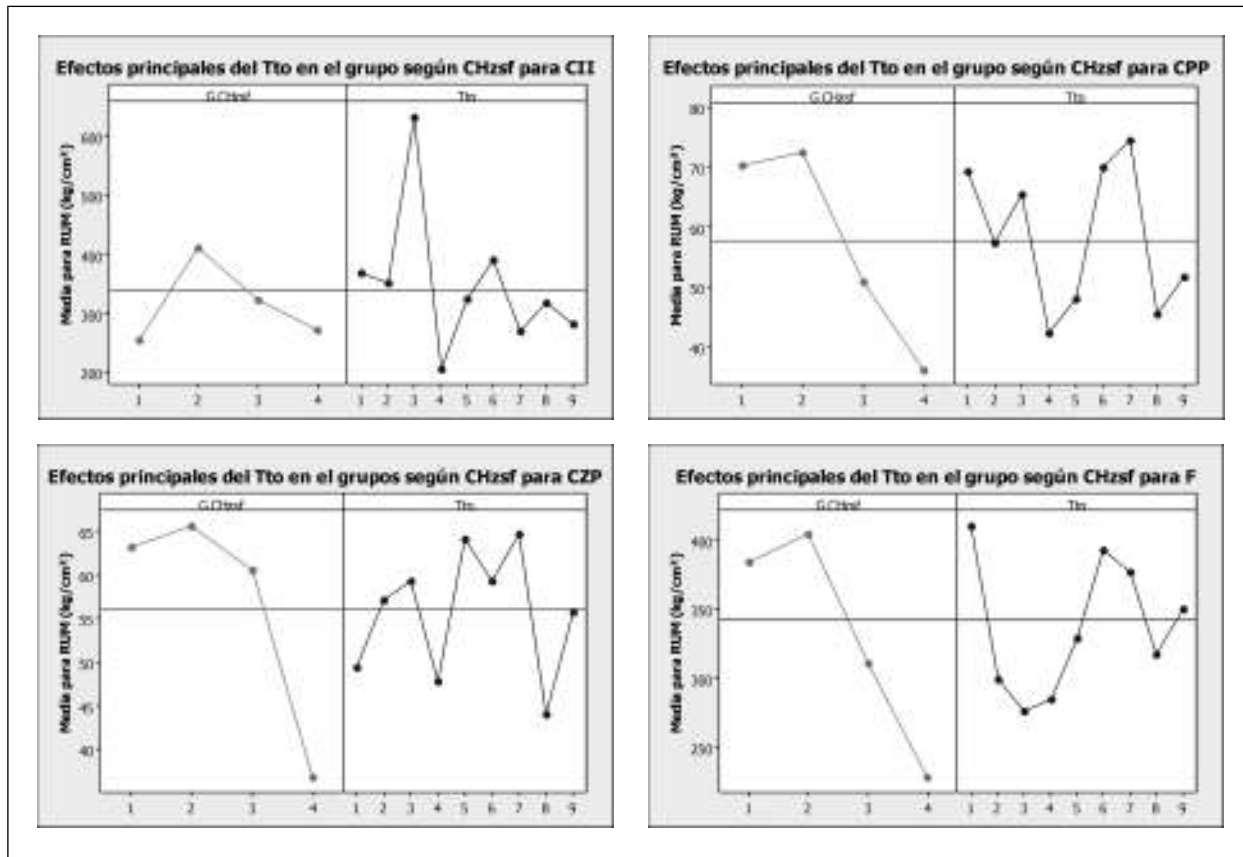 Efectos principales del Tto en el grupo según CHzsf para CII
G.CHzsf Tto
Media para RUM (kg/cm²)
600
500
400
300
200
1 2 3 4 1 2 3 4 5 6 7 8 9
Efectos principales del Tto en el grupo según CHzsf para CPP
G.CHzsf Tto
Media para RUM (kg/cm²)
80
70
60
50
40
1 2 3 4 1 2 3 4 5 6 7 8 9
Efectos principales del Tto en el grupos según CHzsf para CZP
G.CHzsf Tto
Media para RUM (kg/cm²)
65
60
55
50
45
40
1 2 3 4 1 2 3 4 5 6 7 8 9
Efectos principales del Tto en el grupo según CHzsf para F
G.CHzsf Tto
Media para RUM (kg/cm²)
400
350
300
250
1 2 3 4 1 2 3 4 5 6 7 8 9